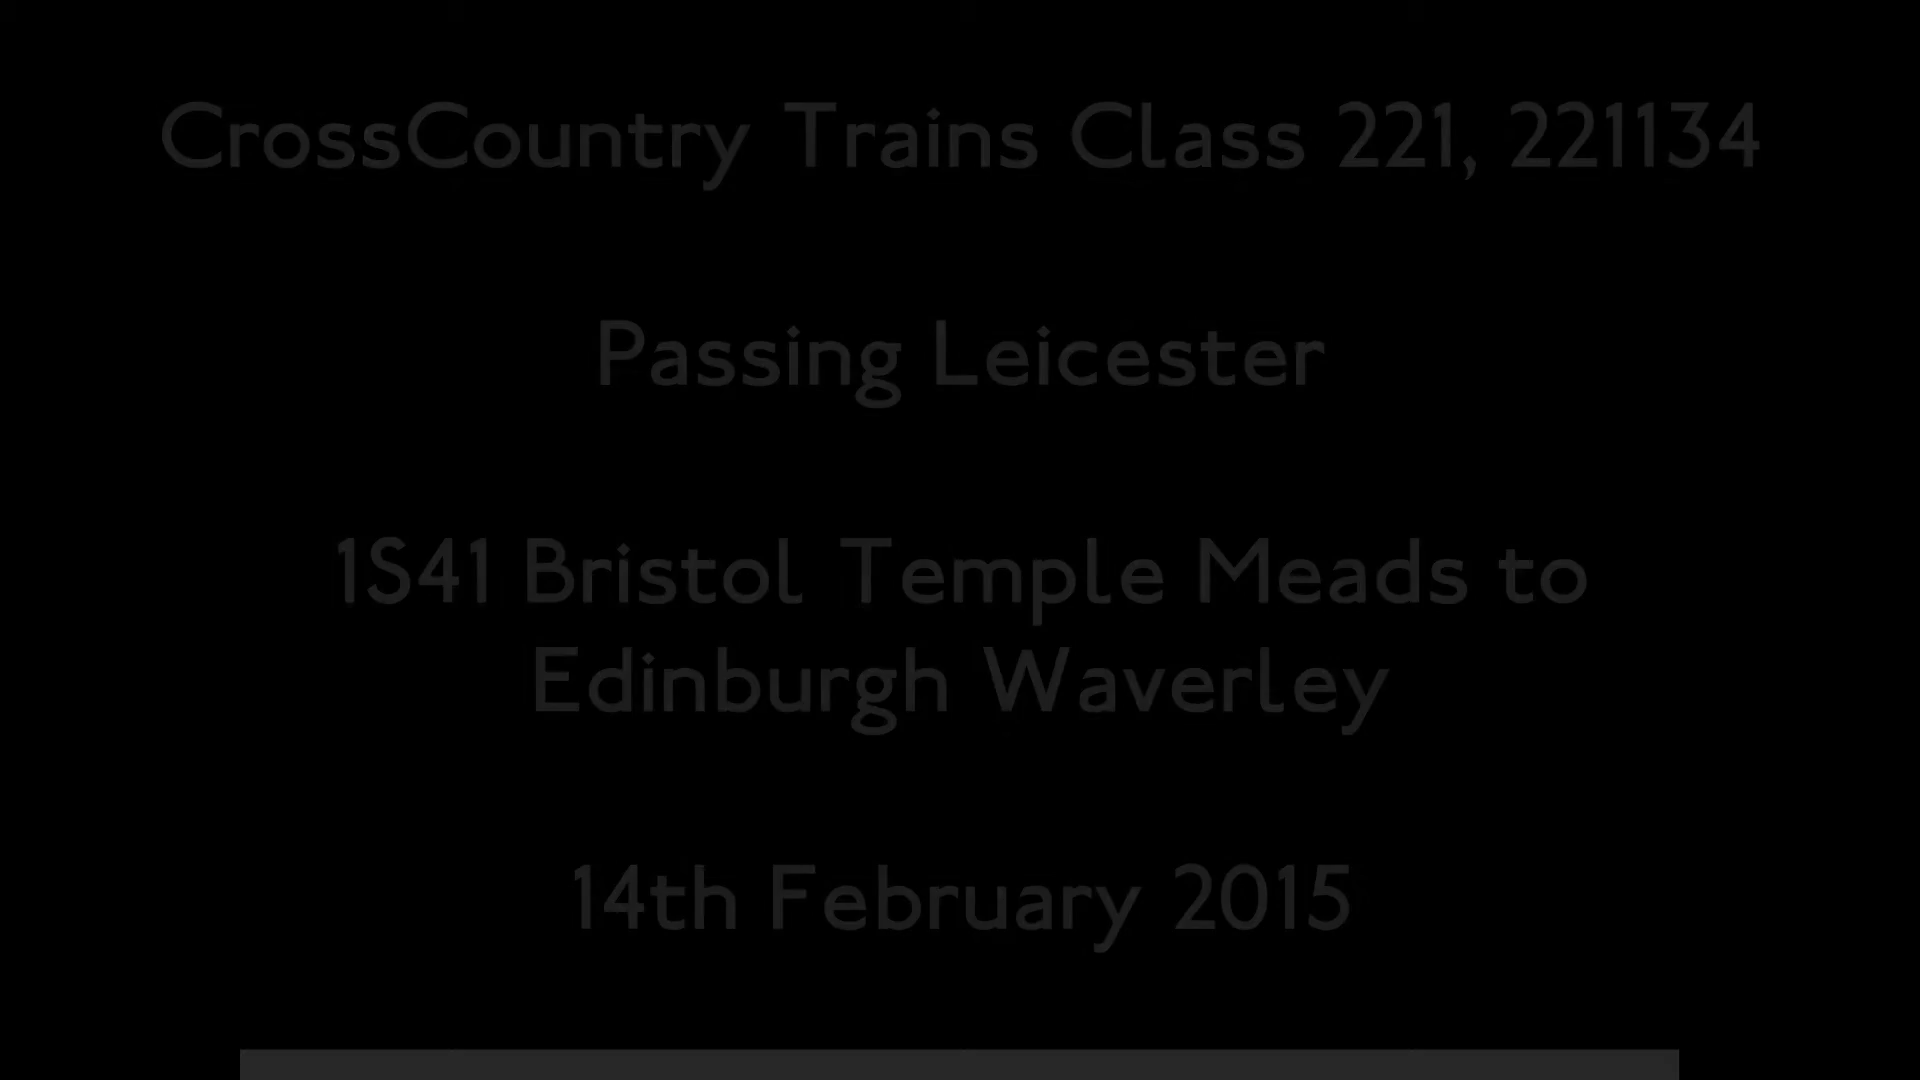 CrossCountry Trains Class 221, 221134
Passing Leicester
1S41 Bristol Temple Meads to
Edinburgh Waverley
14th February 2015